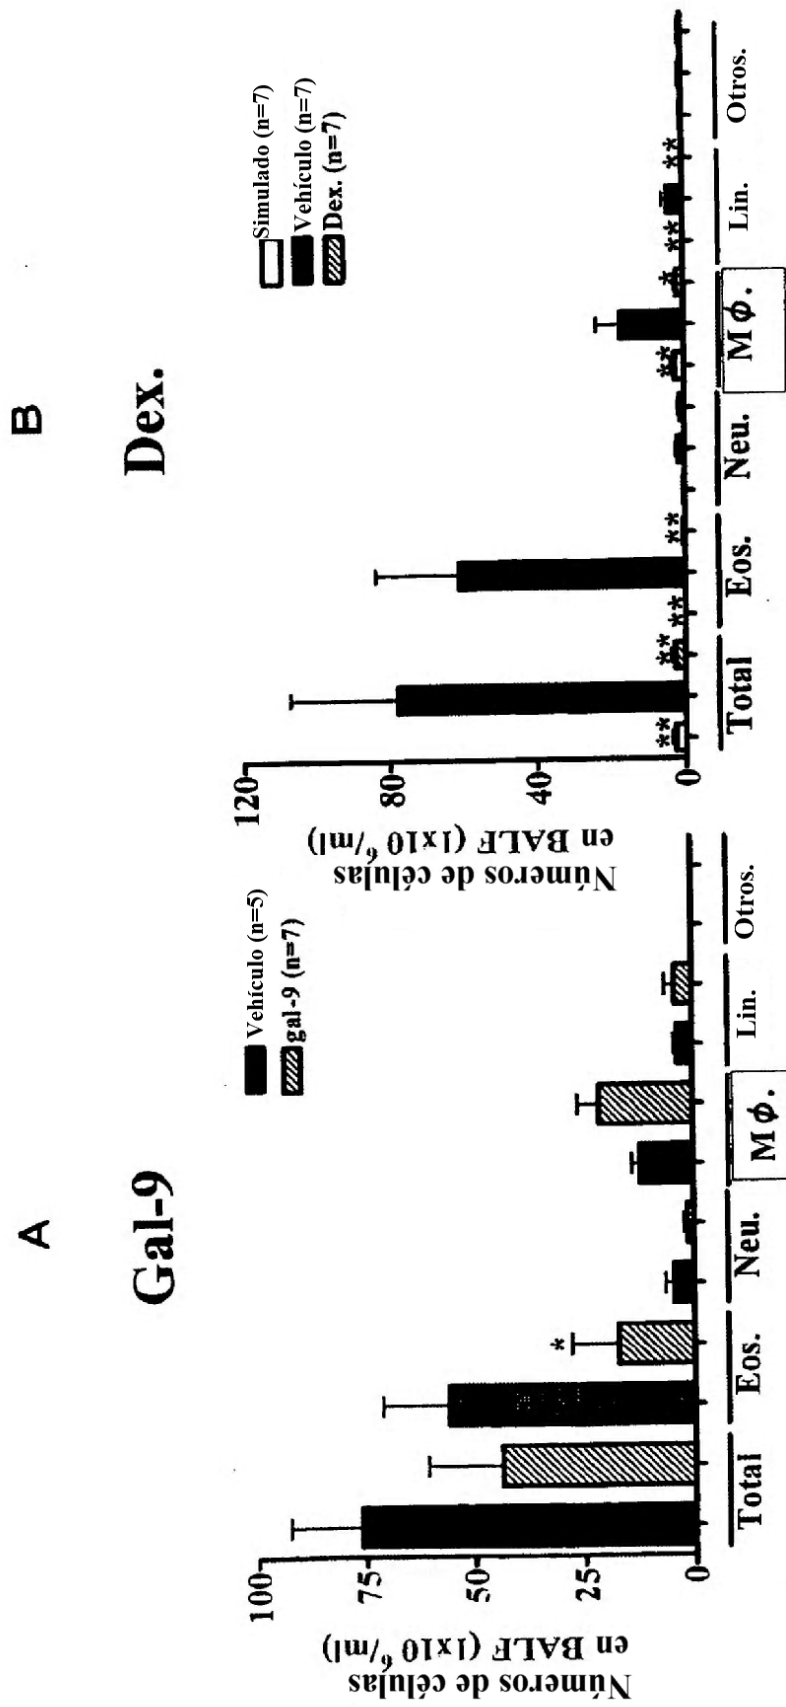 A
Gal-9
Vehículo (n=5)
gal-9 (n=7)
Números de células
en BALF (1x10⁶/ml)
100
75
50
25
0
*
Total
Eos.
Neu.
Mϕ.
Lin.
Otros.
B
Dex.
Simulado (n=7)
Vehículo (n=7)
Dex. (n=7)
Números de células
en BALF (1x10⁶/ml)
120
80
40
0
** ** ** ** ** * ** **
Total
Eos.
Neu.
Mϕ.
Lin.
Otros.